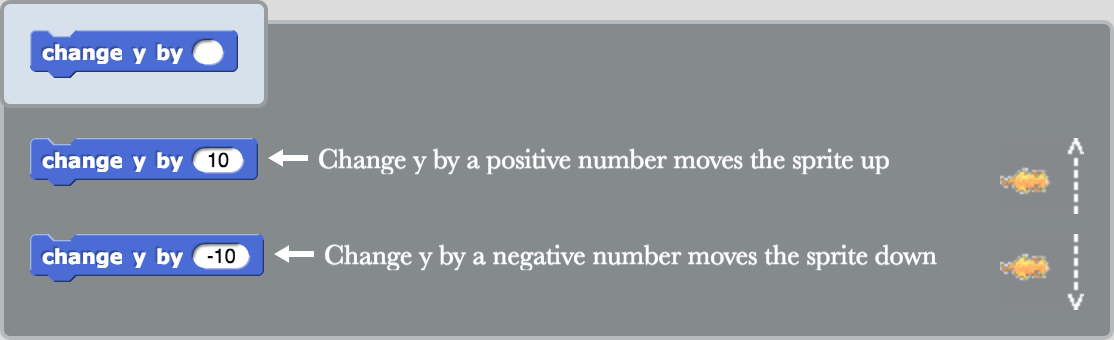 change y by
change y by 10 Change y by a positive number moves the sprite up
change y by -10 Change y by a negative number moves the sprite down